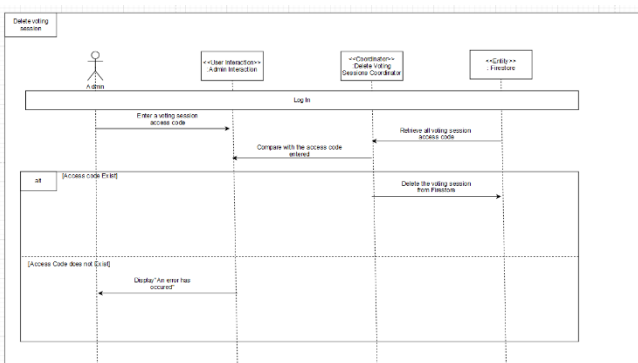 Delete voting
session
<<User Interaction>>
: Admin Interaction
<<Coordinator>>
:Delete Voting
Sessions Coordinator
<<Entity>>
: Firestore
Admin
Log In
Enter a voting session
access code
Retrieve all voting session
access code
Compare with the access code
entered
alt
[Access code Exist]
Delete the voting session
from Firestore
[Access Code does not Exist]
Display"An error has
occured"